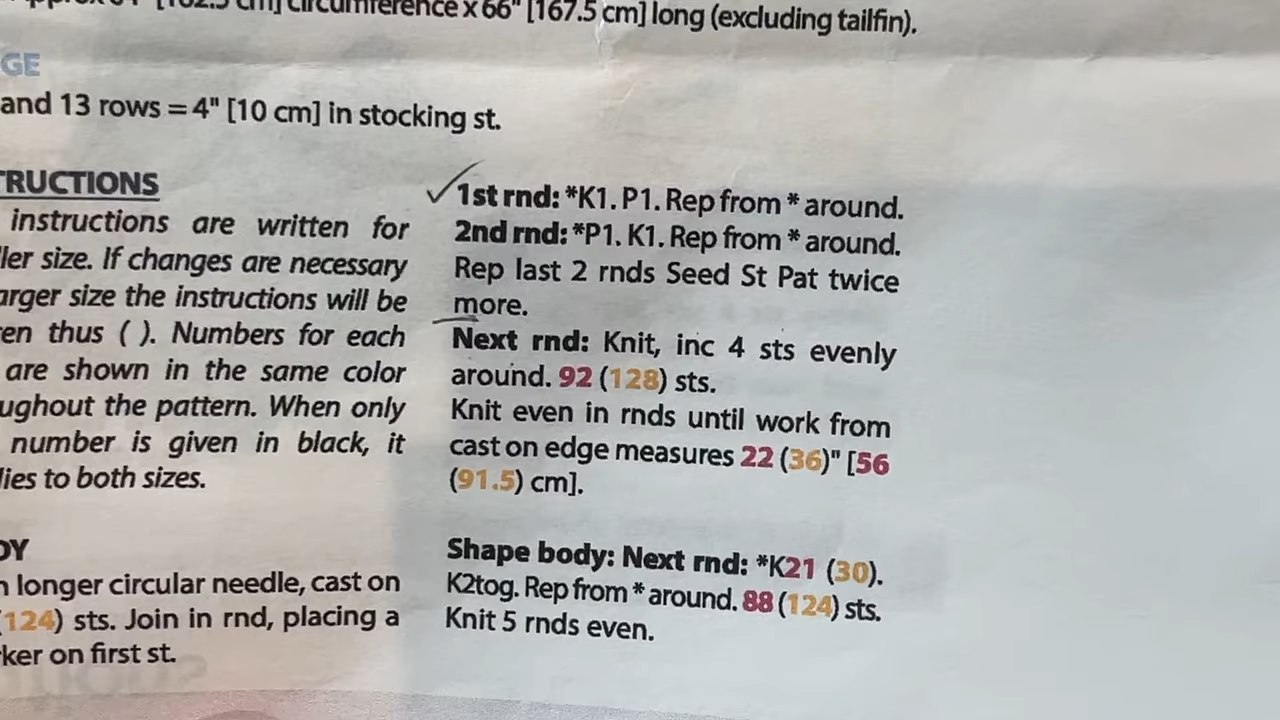 circumference x 66" [167.5 cm] long (excluding tailfin).
GE
and 13 rows = 4" [10 cm] in stocking st.
RUCTIONS
instructions are written for
ler size. If changes are necessary
arger size the instructions will be
en thus ( ). Numbers for each
are shown in the same color
ughout the pattern. When only
number is given in black, it
lies to both sizes.
DY
n longer circular needle, cast on
(124) sts. Join in rnd, placing a
ker on first st.
1st rnd: *K1. P1. Rep from * around.
2nd rnd: *P1. K1. Rep from * around.
Rep last 2 rnds Seed St Pat twice
more.
Next rnd: Knit, inc 4 sts evenly
around. 92 (128) sts.
Knit even in rnds until work from
cast on edge measures 22 (36)" [56
(91.5) cm].
Shape body: Next rnd: *K21 (30).
K2tog. Rep from * around. 88 (124) sts.
Knit 5 rnds even.